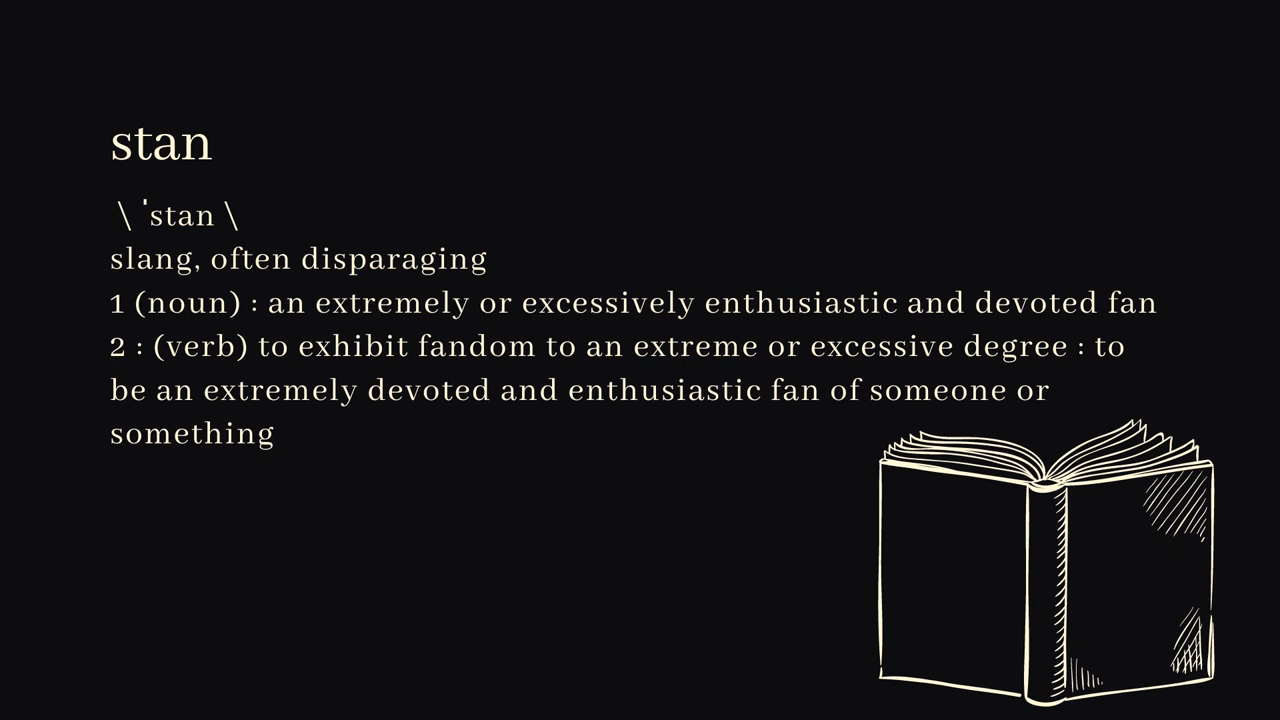 stan
\ ˈstan \
slang, often disparaging
1 (noun) : an extremely or excessively enthusiastic and devoted fan
2 : (verb) to exhibit fandom to an extreme or excessive degree : to
be an extremely devoted and enthusiastic fan of someone or
something